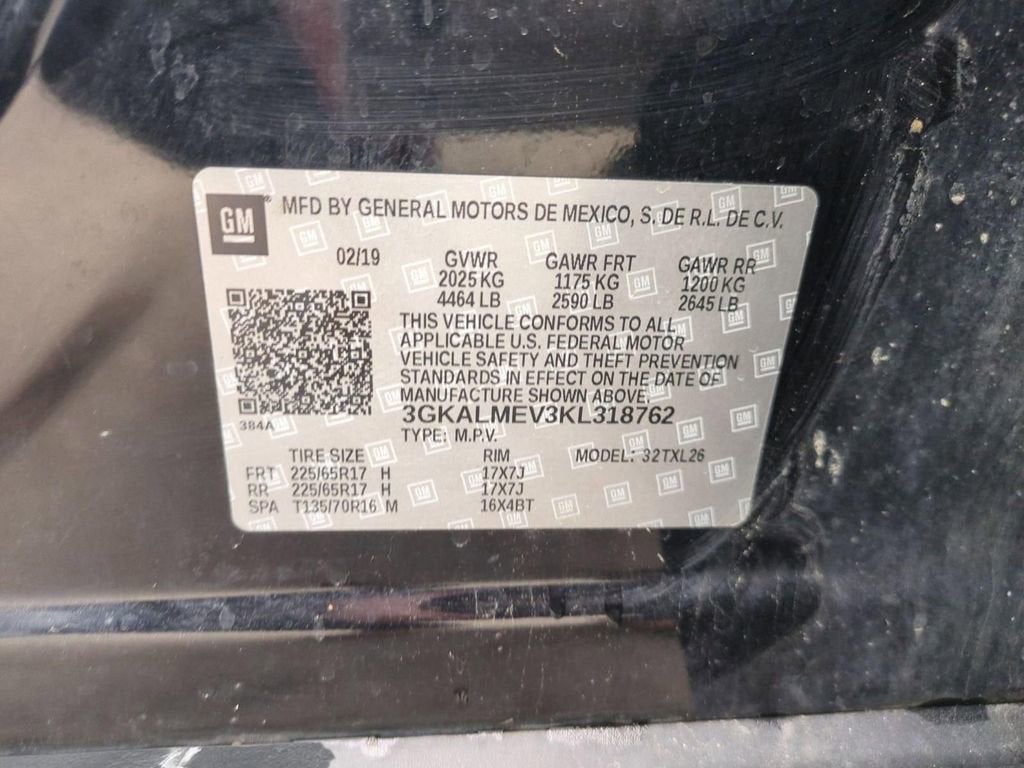 GM ® MFD BY GENERAL MOTORS DE MEXICO, S. DE R.L. DE C.V.
02/19 GVWR GAWR FRT GAWR RR
2025 KG 1175 KG 1200 KG
4464 LB 2590 LB 2645 LB
THIS VEHICLE CONFORMS TO ALL
APPLICABLE U.S. FEDERAL MOTOR
VEHICLE SAFETY AND THEFT PREVENTION
STANDARDS IN EFFECT ON THE DATE OF
MANUFACTURE SHOWN ABOVE.
384A 3GKALMEV3KL318762
TYPE: M.P.V.
TIRE SIZE RIM MODEL: 32TXL26
FRT 225/65R17 H 17X7J
RR 225/65R17 H 17X7J
SPA T135/70R16 M 16X4BT